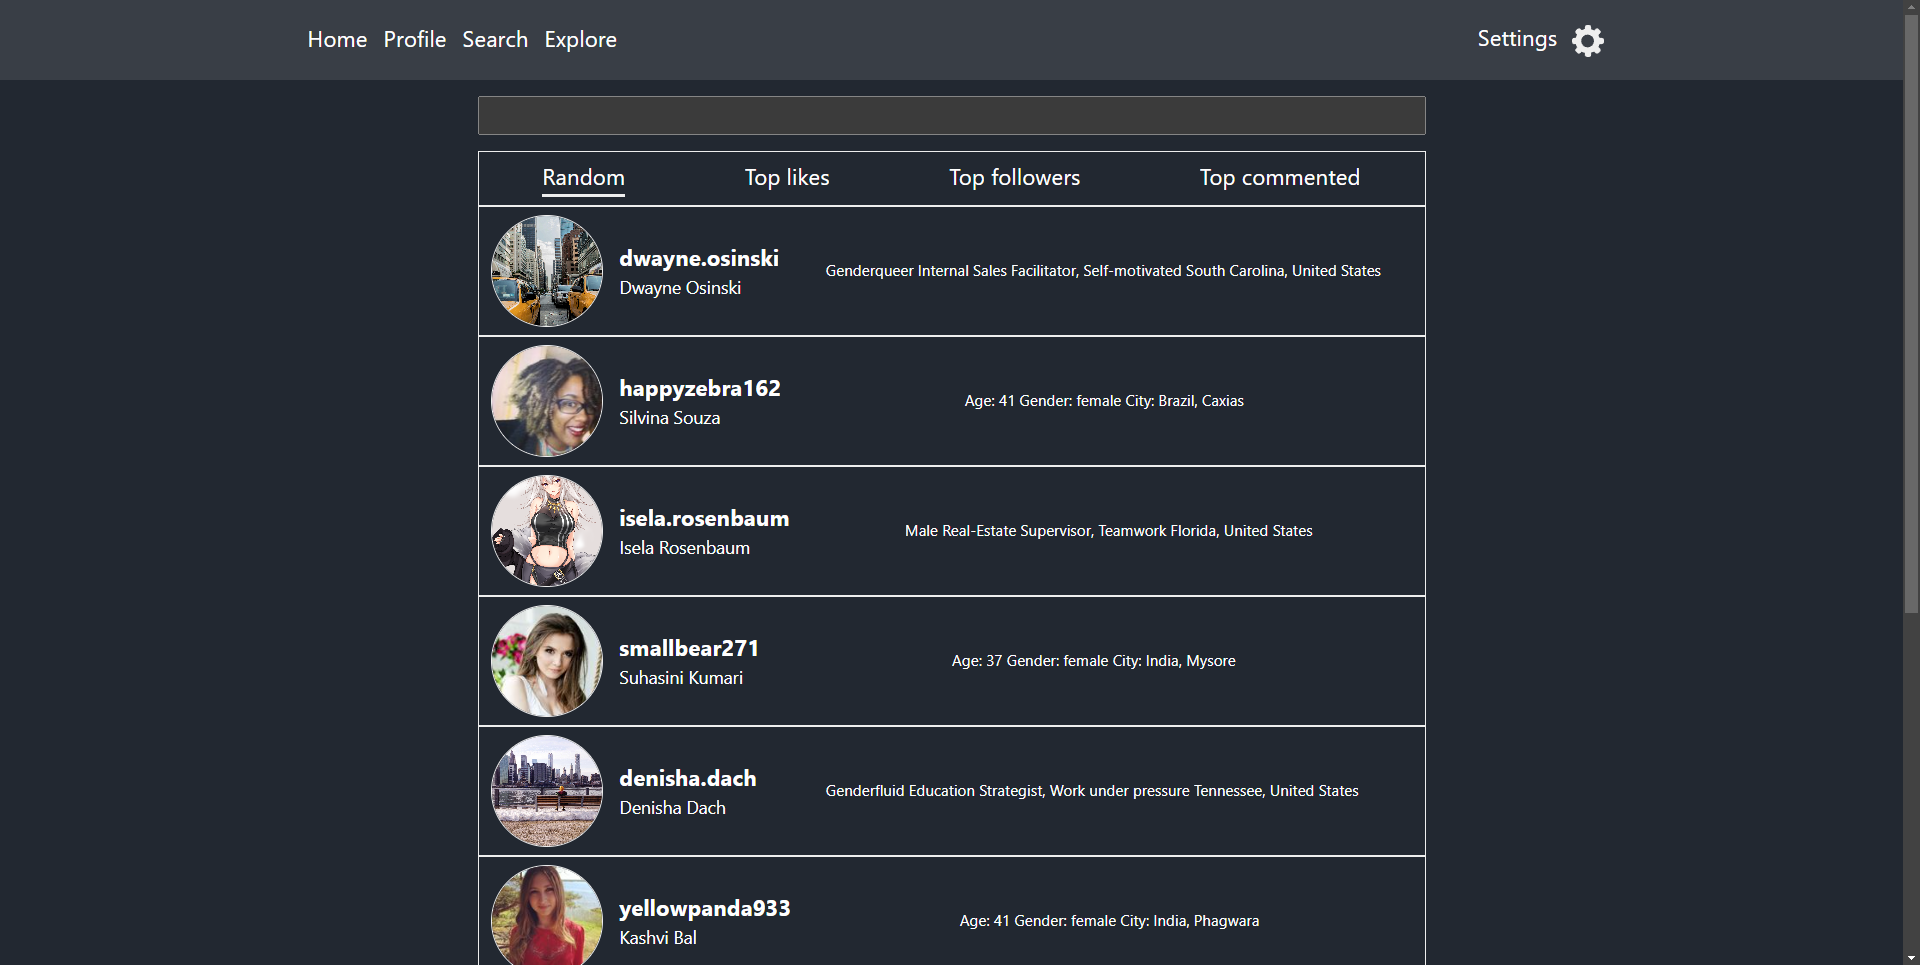 Home Profile Search Explore Settings
Random Top likes Top followers Top commented
dwayne.osinski
Dwayne Osinski
Genderqueer Internal Sales Facilitator, Self-motivated South Carolina, United States
happyzebra162
Silvina Souza
Age: 41 Gender: female City: Brazil, Caxias
isela.rosenbaum
Isela Rosenbaum
Male Real-Estate Supervisor, Teamwork Florida, United States
smallbear271
Suhasini Kumari
Age: 37 Gender: female City: India, Mysore
denisha.dach
Denisha Dach
Genderfluid Education Strategist, Work under pressure Tennessee, United States
yellowpanda933
Kashvi Bal
Age: 41 Gender: female City: India, Phagwara